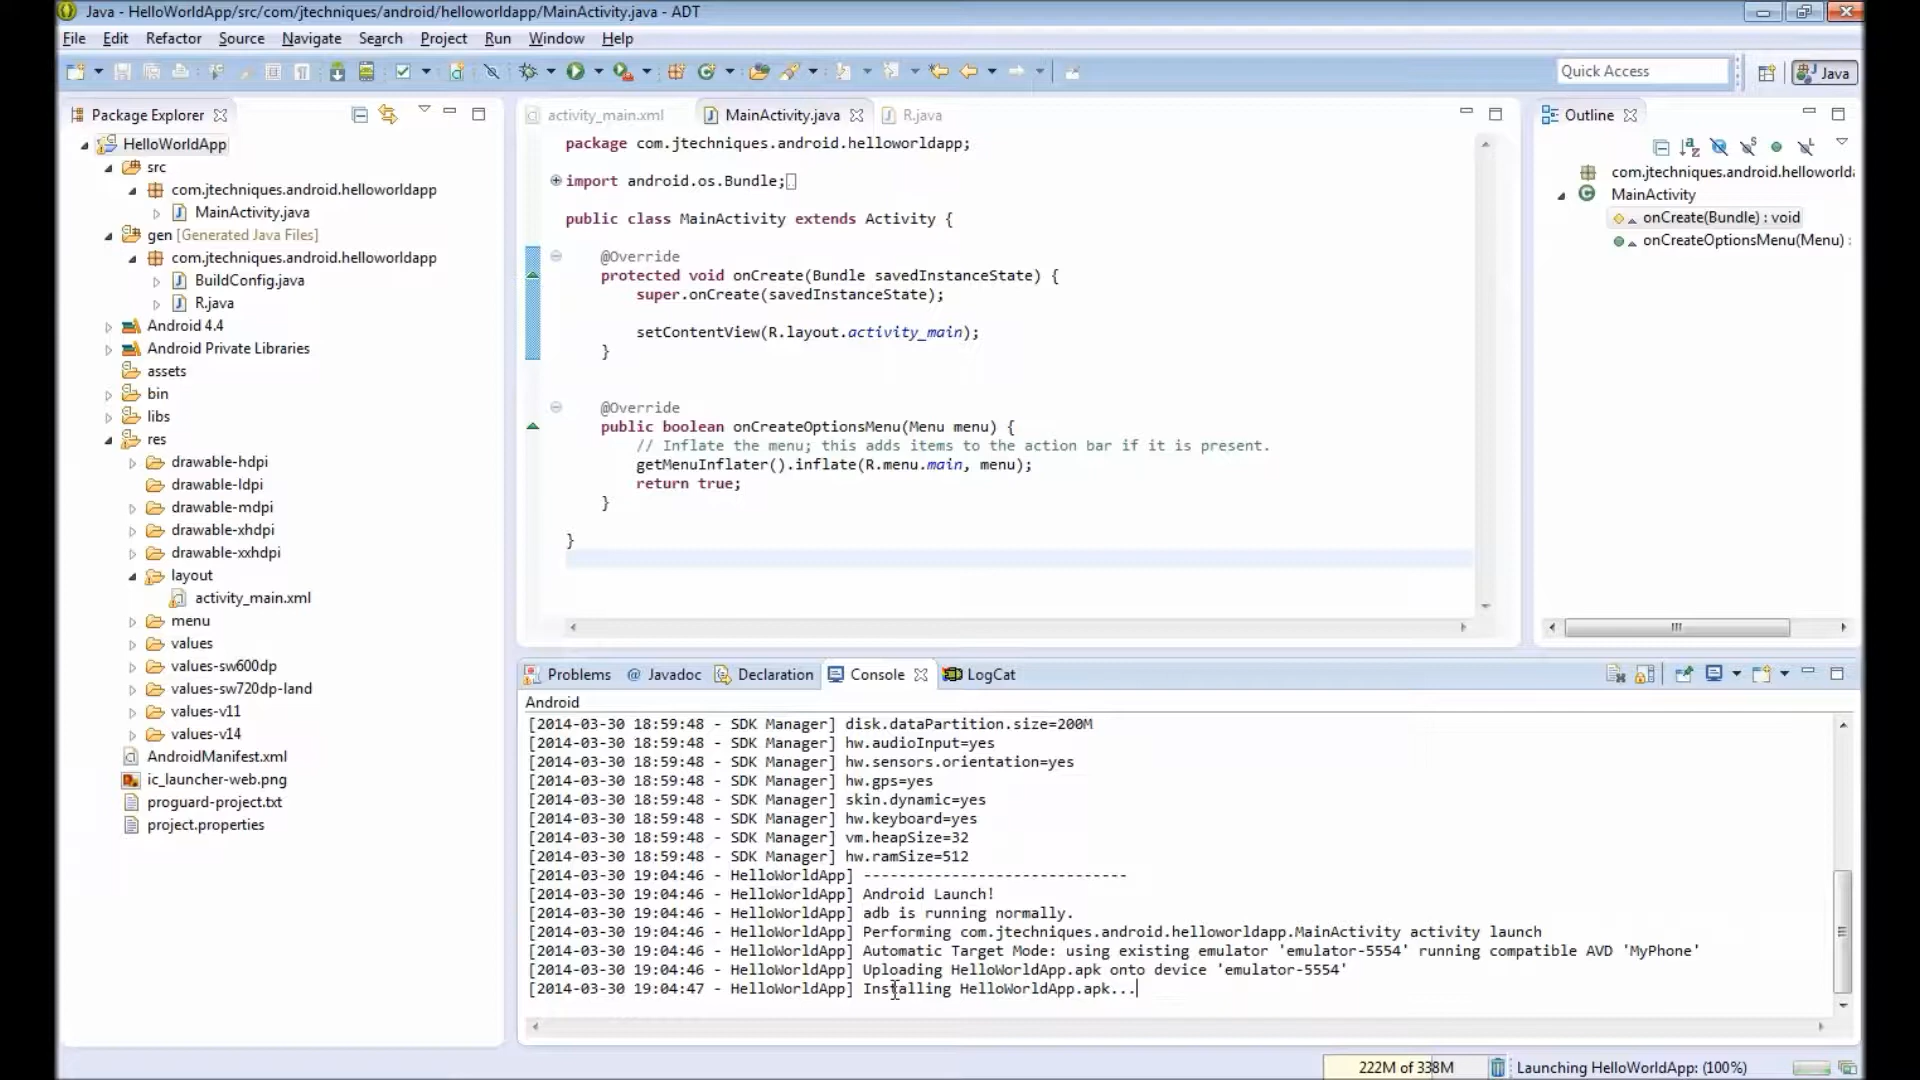 Java - HelloWorldApp/src/com/jtechniques/android/helloworldapp/MainActivity.java - ADT
File Edit Refactor Source Navigate Search Project Run Window Help
Quick Access
Java
Package Explorer
HelloWorldApp
src
com.jtechniques.android.helloworldapp
MainActivity.java
gen [Generated Java Files]
com.jtechniques.android.helloworldapp
BuildConfig.java
R.java
Android 4.4
Android Private Libraries
assets
bin
libs
res
drawable-hdpi
drawable-ldpi
drawable-mdpi
drawable-xhdpi
drawable-xxhdpi
layout
activity_main.xml
menu
values
values-sw600dp
values-sw720dp-land
values-v11
values-v14
AndroidManifest.xml
ic_launcher-web.png
proguard-project.txt
project.properties
activity_main.xml MainActivity.java R.java
package com.jtechniques.android.helloworldapp;
import android.os.Bundle;
public class MainActivity extends Activity {
@Override
protected void onCreate(Bundle savedInstanceState) {
super.onCreate(savedInstanceState);
setContentView(R.layout.activity_main);
}
@Override
public boolean onCreateOptionsMenu(Menu menu) {
// Inflate the menu; this adds items to the action bar if it is present.
getMenuInflater().inflate(R.menu.main, menu);
return true;
}
}
Outline
com.jtechniques.android.helloworlda
MainActivity
onCreate(Bundle) : void
onCreateOptionsMenu(Menu) :
Problems @ Javadoc Declaration Console LogCat
Android
[2014-03-30 18:59:48 - SDK Manager] disk.dataPartition.size=200M
[2014-03-30 18:59:48 - SDK Manager] hw.audioInput=yes
[2014-03-30 18:59:48 - SDK Manager] hw.sensors.orientation=yes
[2014-03-30 18:59:48 - SDK Manager] hw.gps=yes
[2014-03-30 18:59:48 - SDK Manager] skin.dynamic=yes
[2014-03-30 18:59:48 - SDK Manager] hw.keyboard=yes
[2014-03-30 18:59:48 - SDK Manager] vm.heapSize=32
[2014-03-30 18:59:48 - SDK Manager] hw.ramSize=512
[2014-03-30 19:04:46 - HelloWorldApp] ------------------------------
[2014-03-30 19:04:46 - HelloWorldApp] Android Launch!
[2014-03-30 19:04:46 - HelloWorldApp] adb is running normally.
[2014-03-30 19:04:46 - HelloWorldApp] Performing com.jtechniques.android.helloworldapp.MainActivity activity launch
[2014-03-30 19:04:46 - HelloWorldApp] Automatic Target Mode: using existing emulator 'emulator-5554' running compatible AVD 'MyPhone'
[2014-03-30 19:04:46 - HelloWorldApp] Uploading HelloWorldApp.apk onto device 'emulator-5554'
[2014-03-30 19:04:47 - HelloWorldApp] Installing HelloWorldApp.apk...
222M of 338M
Launching HelloWorldApp: (100%)